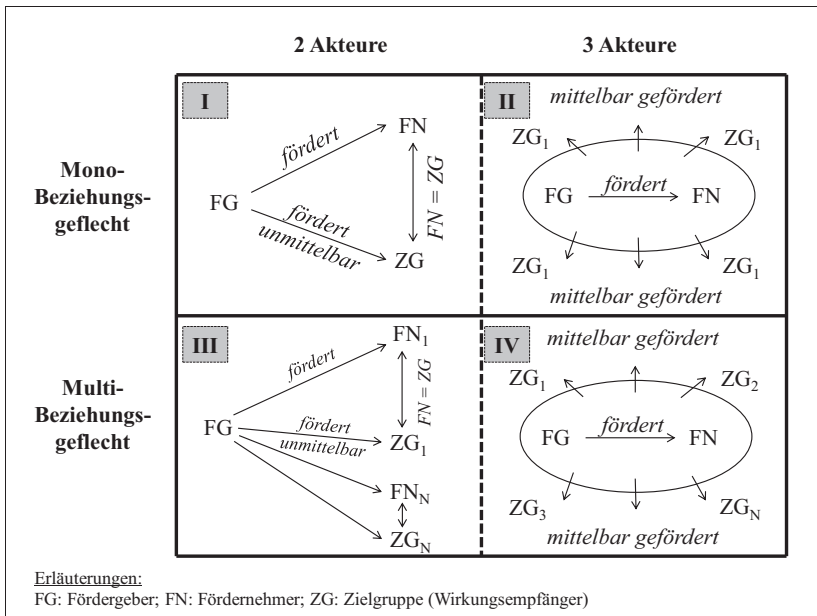 2 Akteure
3 Akteure
Mono-
Beziehungs-
geflecht
I
FG
fördert
FN
fördert
unmittelbar
ZG
FN = ZG
II
mittelbar gefördert
ZG₁
ZG₁
FG
fördert
FN
ZG₁
ZG₁
mittelbar gefördert
Multi-
Beziehungs-
geflecht
III
FG
fördert
FN₁
FN = ZG
fördert
unmittelbar
ZG₁
FN_N
ZG_N
IV
mittelbar gefördert
ZG₁
ZG₂
FG
fördert
FN
ZG₃
ZG_N
mittelbar gefördert
Erläuterungen:
FG: Fördergeber; FN: Fördernehmer; ZG: Zielgruppe (Wirkungsempfänger)